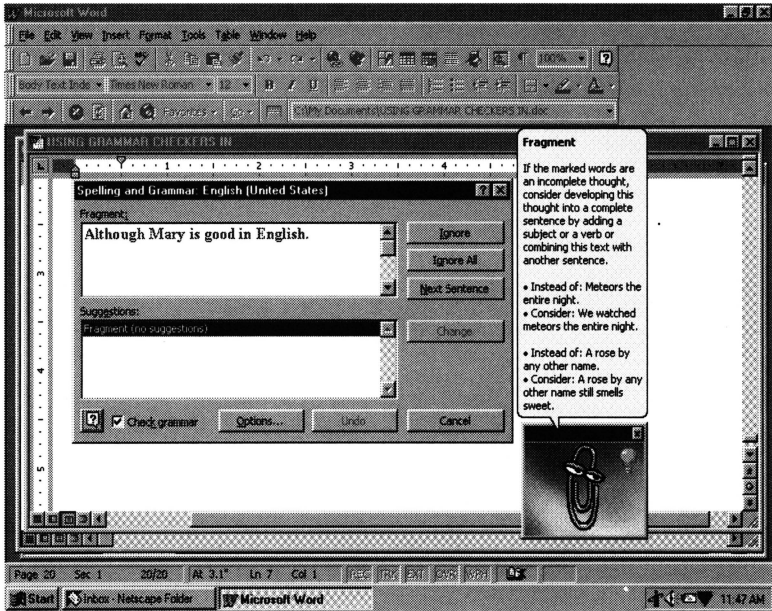 Microsoft Word
File Edit View Insert Format Tools Table Window Help
100%
Body Text Inde Times New Roman 12 B I U A
Favorites Go C:\My Documents\USING GRAMMAR CHECKERS IN.doc
USING GRAMMAR CHECKERS IN
1 2 3 4
Spelling and Grammar: English (United States)
Fragment:
Although Mary is good in English.
Ignore
Ignore All
Next Sentence
Suggestions:
Fragment (no suggestions)
Change
Check grammar Options... Undo Cancel
Fragment
If the marked words are
an incomplete thought,
consider developing this
thought into a complete
sentence by adding a
subject or a verb or
combining this text with
another sentence.
• Instead of: Meteors the
entire night.
• Consider: We watched
meteors the entire night.
• Instead of: A rose by
any other name.
• Consider: A rose by any
other name still smells
sweet.
3
4
5
Page 20 Sec 1 20/20 At 3.1" Ln 7 Col 1 REC TRK EXT OVR WPH
Start Inbox - Netscape Folder Microsoft Word 11:47 AM